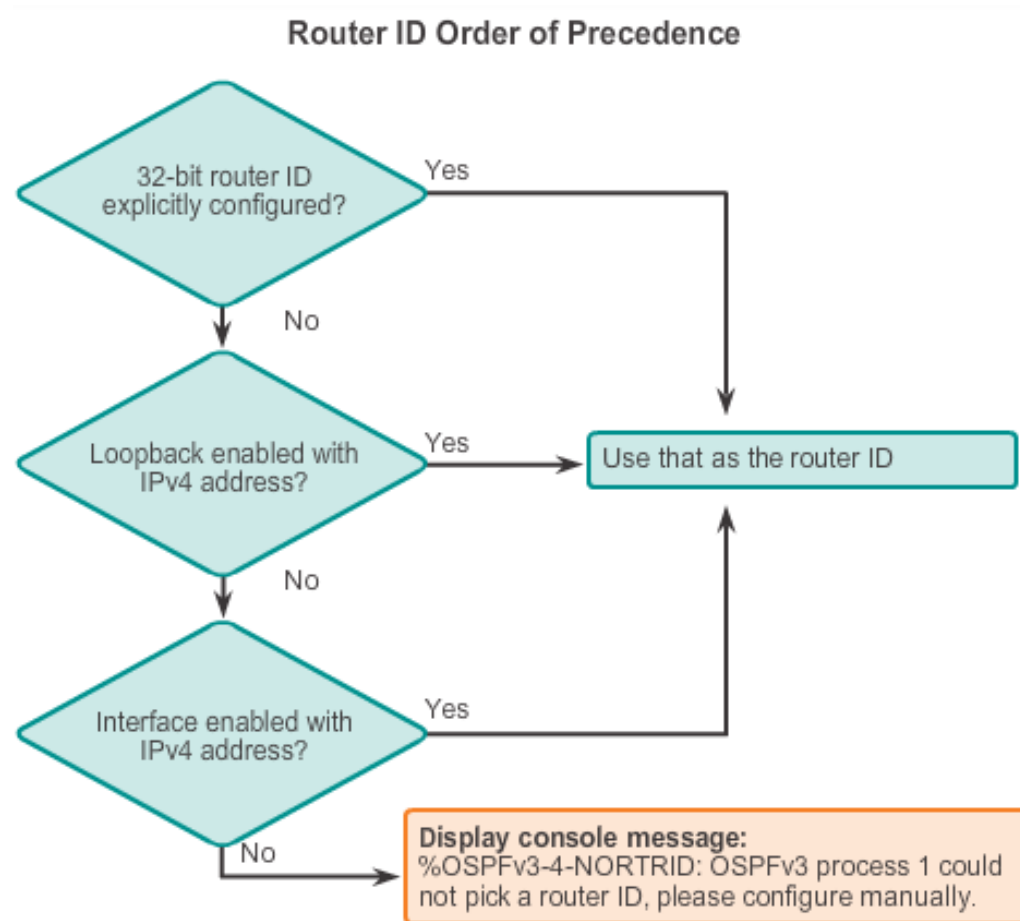 Router ID Order of Precedence
32-bit router ID
explicitly configured?
Yes
No
Loopback enabled with
IPv4 address?
Yes
Use that as the router ID
No
Interface enabled with
IPv4 address?
Yes
No
Display console message:
%OSPFv3-4-NORTRID: OSPFv3 process 1 could
not pick a router ID, please configure manually.